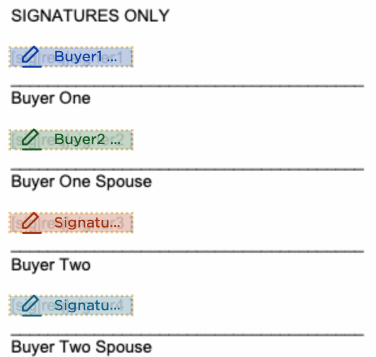 SIGNATURES ONLY
Buyer1 ...
Buyer One
Buyer2 ...
Buyer One Spouse
Signatu...
Buyer Two
Signatu...
Buyer Two Spouse